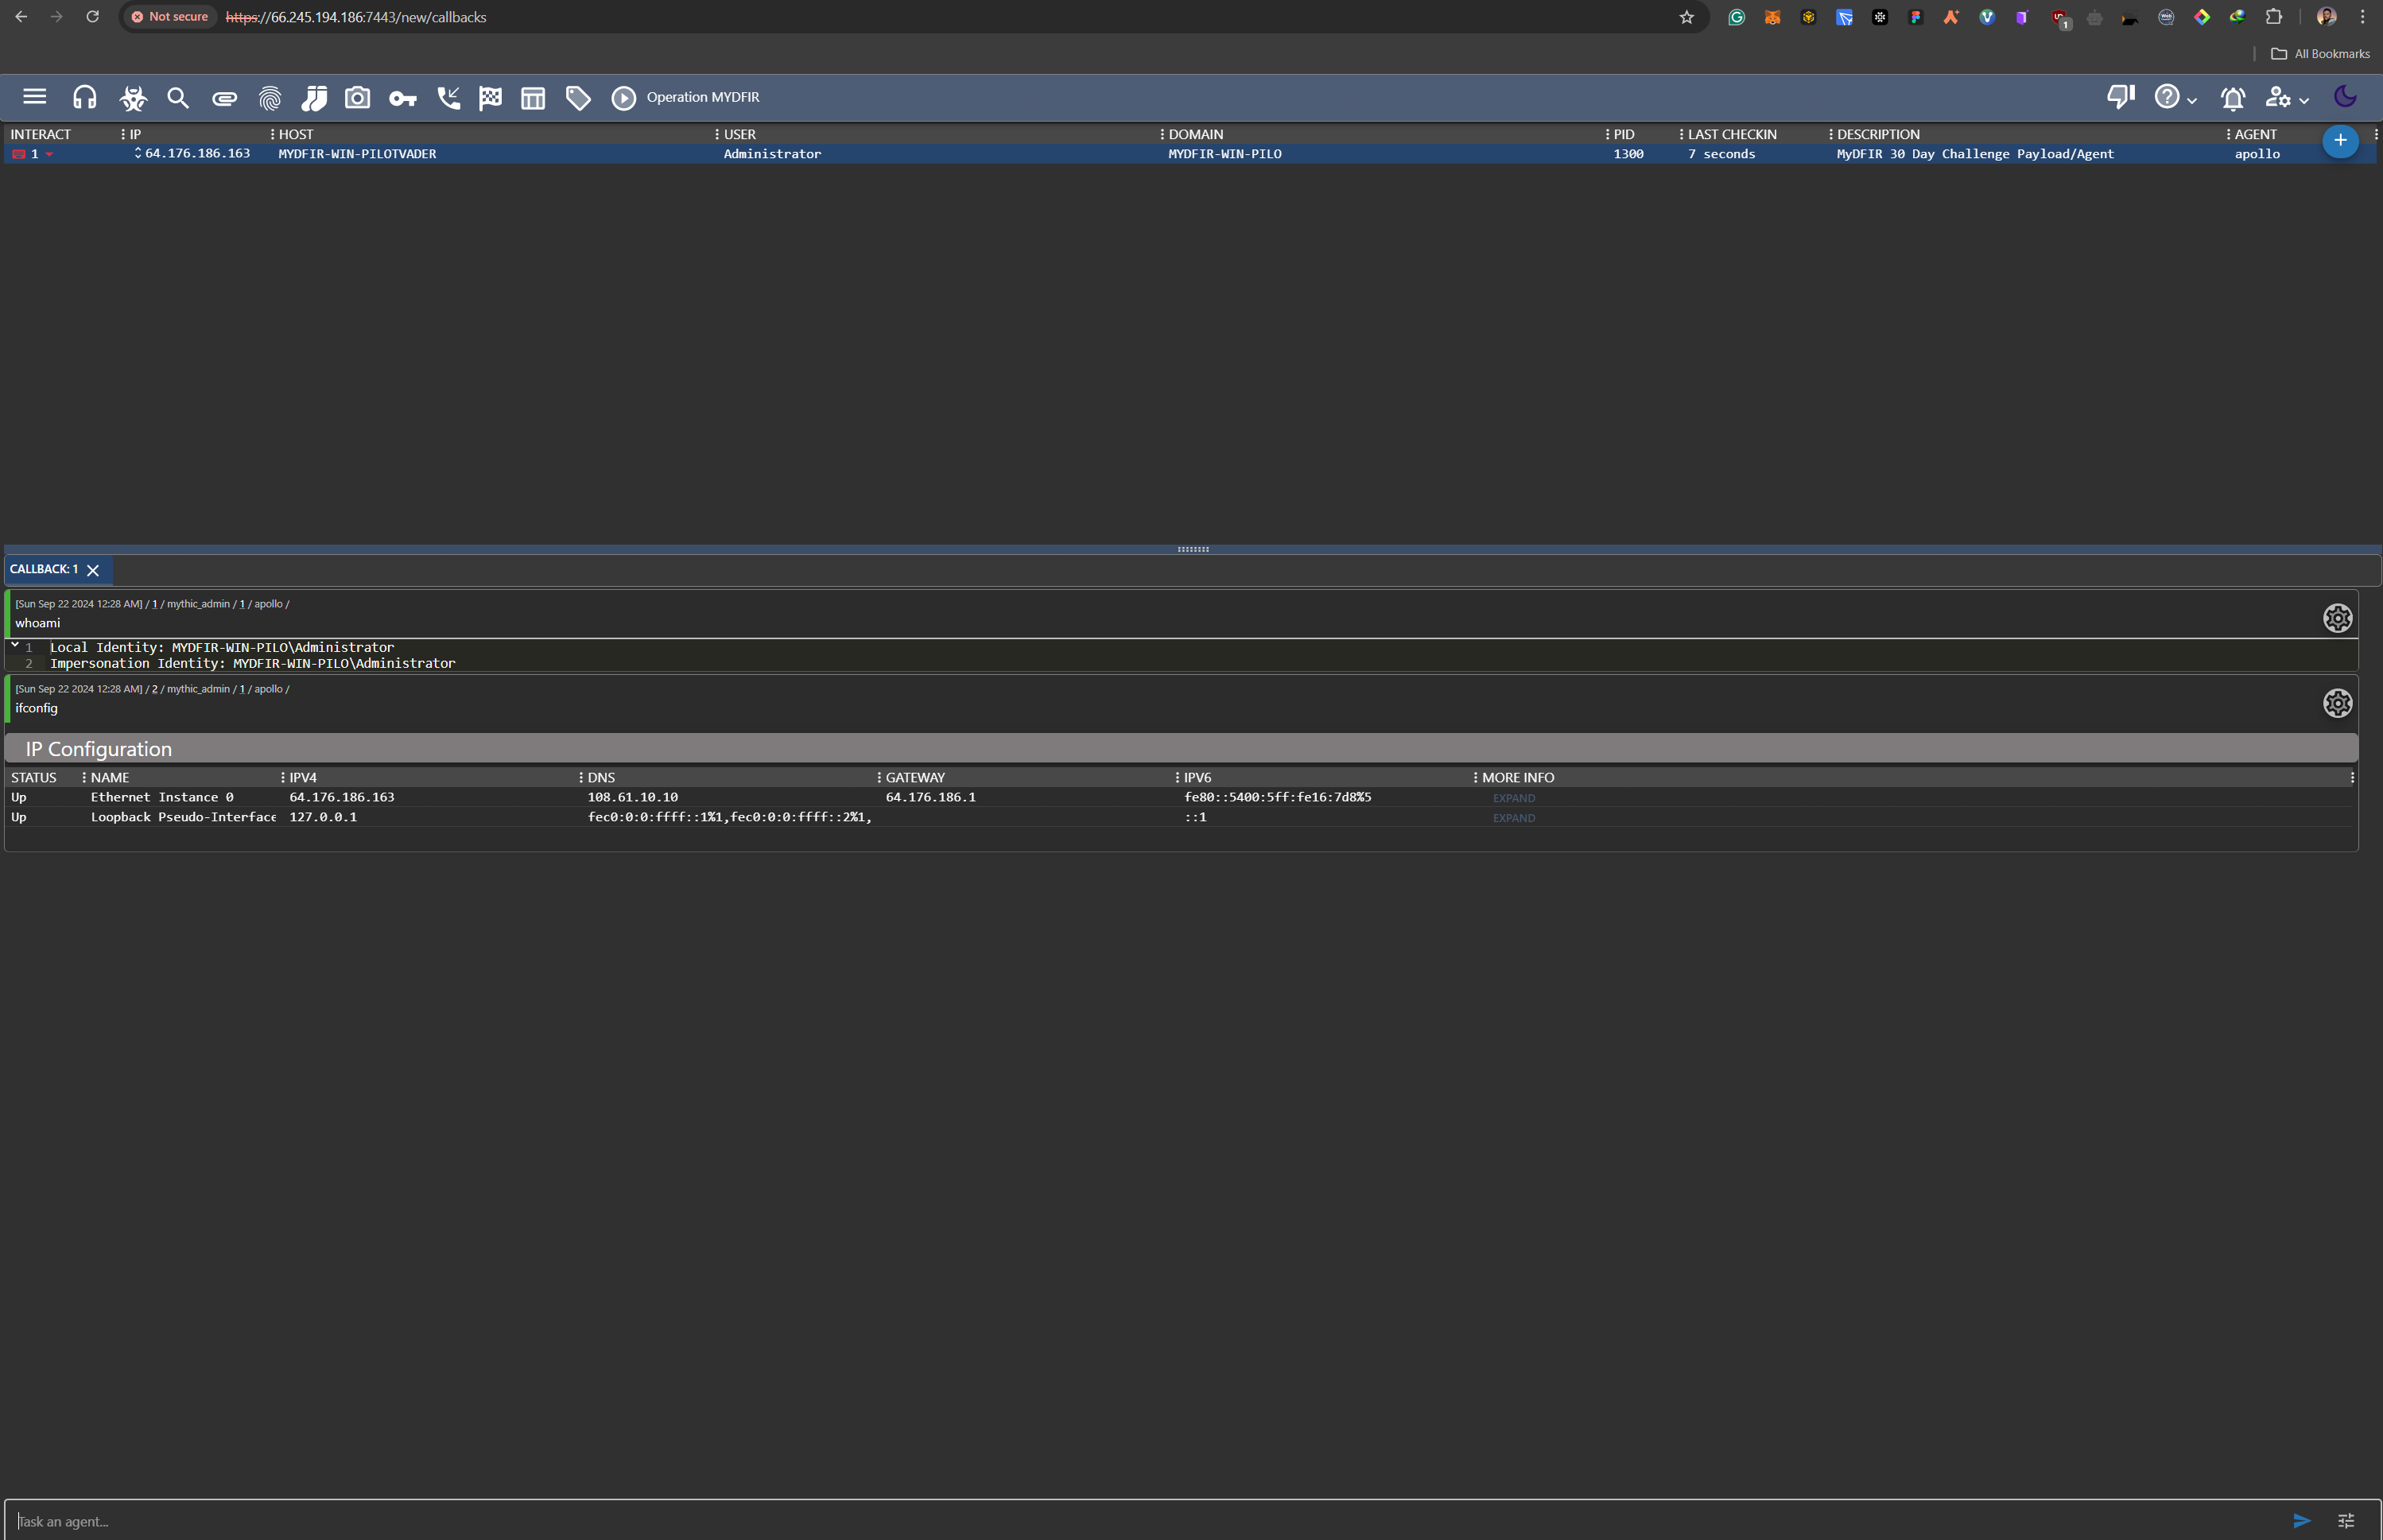 Not secure https://66.245.194.186:7443/new/callbacks 1
All Bookmarks
Operation MYDFIR
INTERACT IP HOST USER DOMAIN PID LAST CHECKIN DESCRIPTION AGENT
1 64.176.186.163 MYDFIR-WIN-PILOTVADER Administrator MYDFIR-WIN-PILO 1300 7 seconds MyDFIR 30 Day Challenge Payload/Agent apollo
CALLBACK: 1
[Sun Sep 22 2024 12:28 AM] / 1 / mythic_admin / 1 / apollo /
whoami
1 Local Identity: MYDFIR-WIN-PILO\Administrator
2 Impersonation Identity: MYDFIR-WIN-PILO\Administrator
[Sun Sep 22 2024 12:28 AM] / 2 / mythic_admin / 1 / apollo /
ifconfig
IP Configuration
STATUS NAME IPV4 DNS GATEWAY IPV6 MORE INFO
Up Ethernet Instance 0 64.176.186.163 108.61.10.10 64.176.186.1 fe80::5400:5ff:fe16:7d8%5 EXPAND
Up Loopback Pseudo-Interface 127.0.0.1 fec0:0:0:ffff::1%1,fec0:0:0:ffff::2%1, ::1 EXPAND
Task an agent...